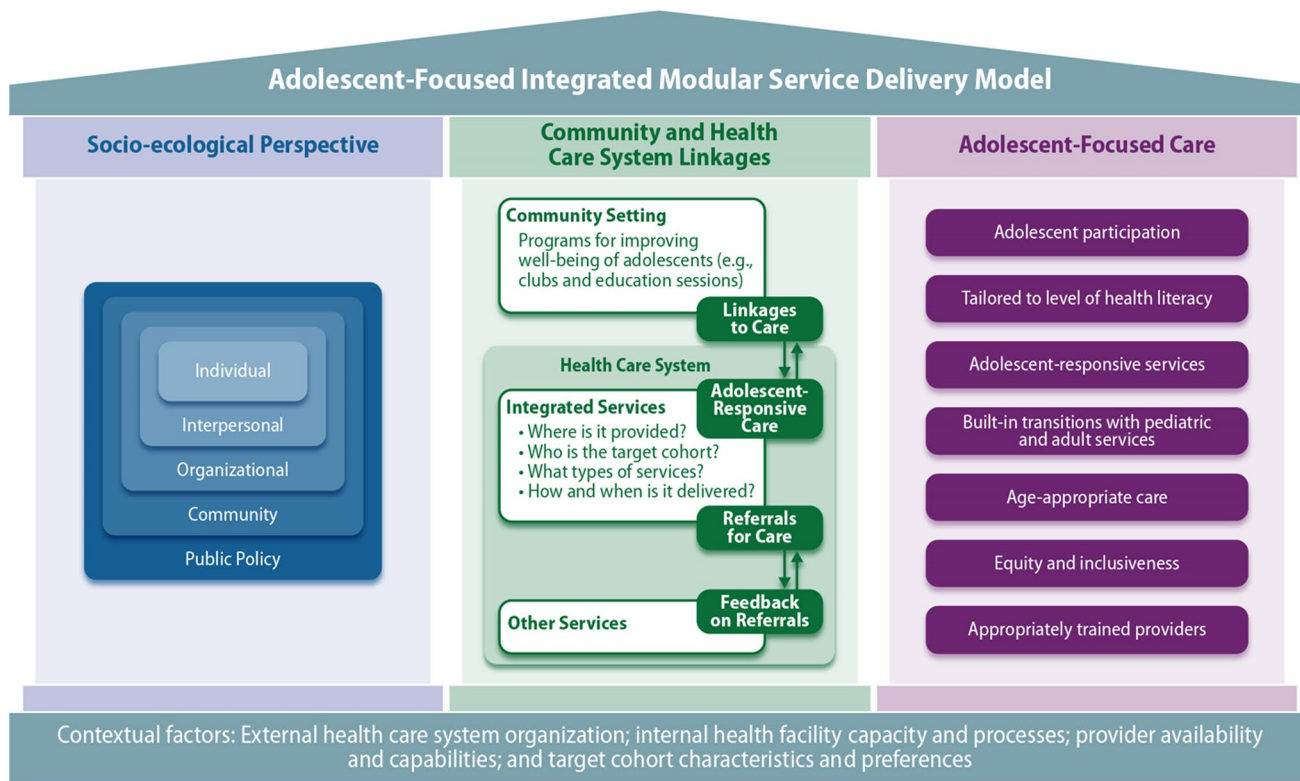 Adolescent-Focused Integrated Modular Service Delivery Model
Socio-ecological Perspective
Individual
Interpersonal
Organizational
Community
Public Policy
Community and Health
Care System Linkages
Community Setting
Programs for improving
well-being of adolescents (e.g.,
clubs and education sessions)
Linkages
to Care
Health Care System
Adolescent-
Responsive
Care
Integrated Services
• Where is it provided?
• Who is the target cohort?
• What types of services?
• How and when is it delivered?
Referrals
for Care
Feedback
on Referrals
Other Services
Adolescent-Focused Care
Adolescent participation
Tailored to level of health literacy
Adolescent-responsive services
Built-in transitions with pediatric
and adult services
Age-appropriate care
Equity and inclusiveness
Appropriately trained providers
Contextual factors: External health care system organization; internal health facility capacity and processes; provider availability
and capabilities; and target cohort characteristics and preferences